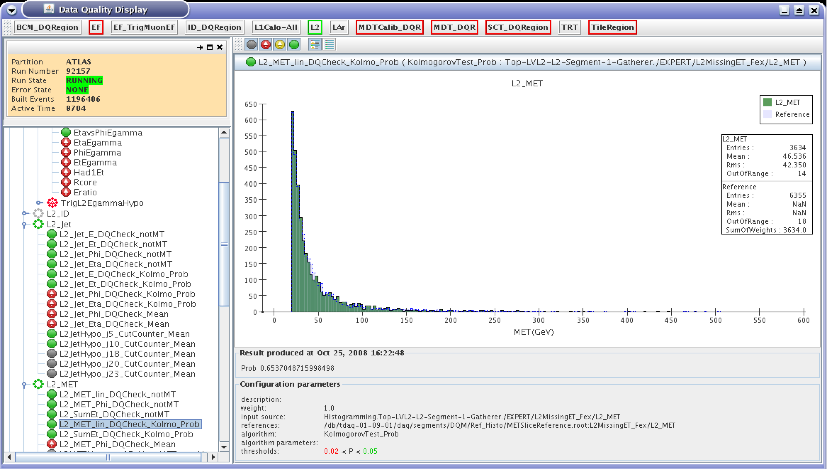 Data Quality Display
BCM_DQRegion EF EF_TrigMuonEF ID_DQRegion L1Calo-All L2 LAr MDTCalib_DQR MDT_DQR SCT_DQRegion TRT TileRegion
Partition ATLAS
Run Number 92157
Run State RUNNING
Error State NONE
Built Events 1196406
Active Time 0704
EtavsPhiEgamma
EtaEgamma
PhiEgamma
EtEgamma
Had1Et
Rcore
Eratio
TrigL2EgammaHypo
L2_ID
L2_Jet
L2_Jet_E_DQCheck_notMT
L2_Jet_Et_DQCheck_notMT
L2_Jet_Phi_DQCheck_notMT
L2_Jet_Eta_DQCheck_notMT
L2_Jet_E_DQCheck_Kolmo_Prob
L2_Jet_Et_DQCheck_Kolmo_Prob
L2_Jet_Phi_DQCheck_Kolmo_Prob
L2_Jet_Eta_DQCheck_Kolmo_Prob
L2_Jet_Phi_DQCheck_Mean
L2_Jet_Eta_DQCheck_Mean
L2JetHypo_j5_CutCounter_Mean
L2JetHypo_j10_CutCounter_Mean
L2JetHypo_j18_CutCounter_Mean
L2JetHypo_j20_CutCounter_Mean
L2JetHypo_j23_CutCounter_Mean
L2_MET
L2_MET_lin_DQCheck_notMT
L2_MET_Phi_DQCheck_notMT
L2_SumEt_DQCheck_notMT
L2_MET_lin_DQCheck_Kolmo_Prob
L2_SumEt_DQCheck_Kolmo_Prob
L2_MET_Phi_DQCheck_Mean
L2_MET_lin_DQCheck_Kolmo_Prob ( KolmogorovTest_Prob : Top-LVL2-L2-Segment-1-Gatherer./EXPERT/L2MissingET_Fex/L2_MET )
L2_MET
650
600
550
500
450
400
350
300
250
200
150
100
50
0
0 50 100 150 200 250 300 350 400 450 500 550 600
MET(GeV)
L2_MET
Reference
L2_MET
Entries : 3634
Mean : 46.536
Rms : 42.350
OutOfRange : 14
Reference
Entries : 6355
Mean : NaN
Rms : NaN
OutOfRange : 18
SumOfWeights : 3634.0
Result produced at Oct 25, 2008 16:22:48
Prob 0.6537048715998498
Configuration parameters
description:
weight: 1.0
input source: Histogramming.Top-LVL2-L2-Segment-1-Gatherer./EXPERT/L2MissingET_Fex/L2_MET
references: /db/tdaq-01-09-01/daq/segments/DQM/Ref_Histo/METSliceReference.root:L2MissingET_Fex/L2_MET
algorithm: KolmogorovTest_Prob
algorithm parameters:
thresholds: 0.02 < P < 0.05